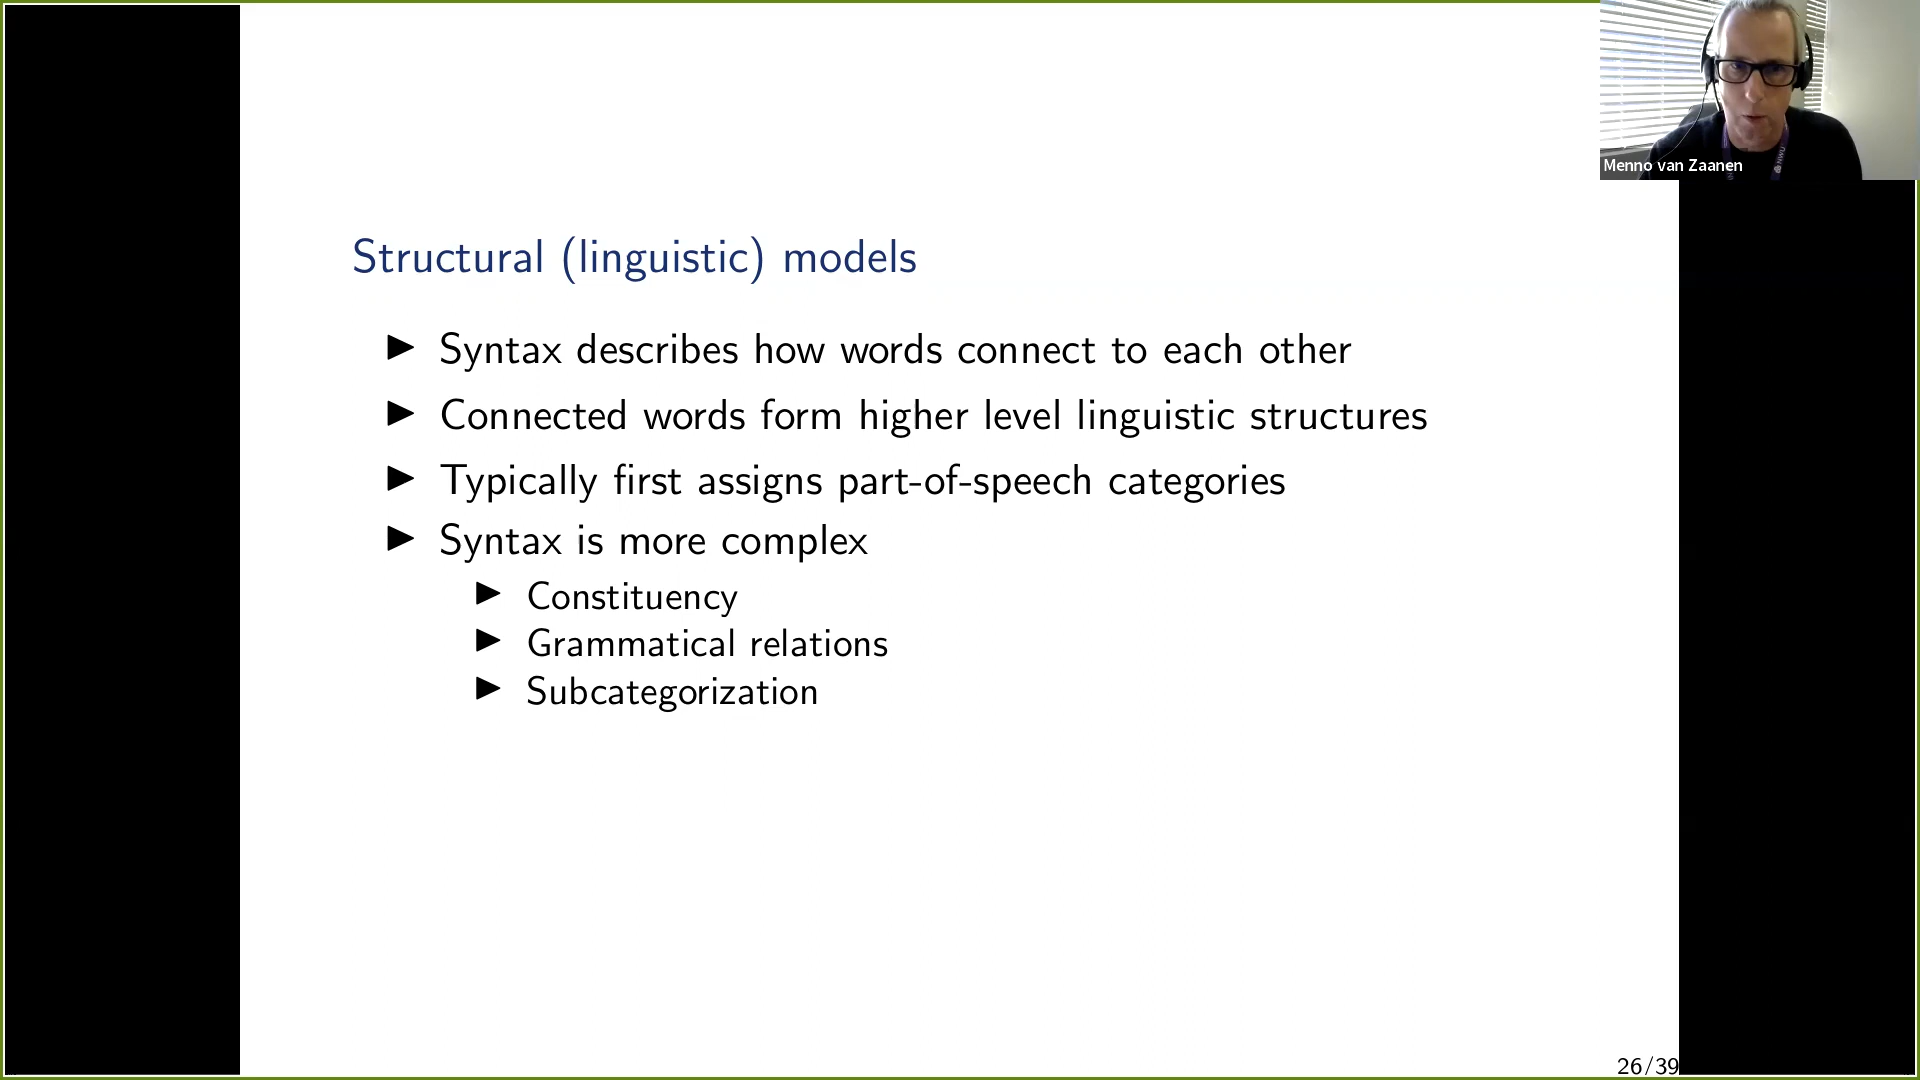 Menno van Zaanen
NWU
Structural (linguistic) models
▶ Syntax describes how words connect to each other
▶ Connected words form higher level linguistic structures
▶ Typically first assigns part-of-speech categories
▶ Syntax is more complex
▶ Constituency
▶ Grammatical relations
▶ Subcategorization
26/39